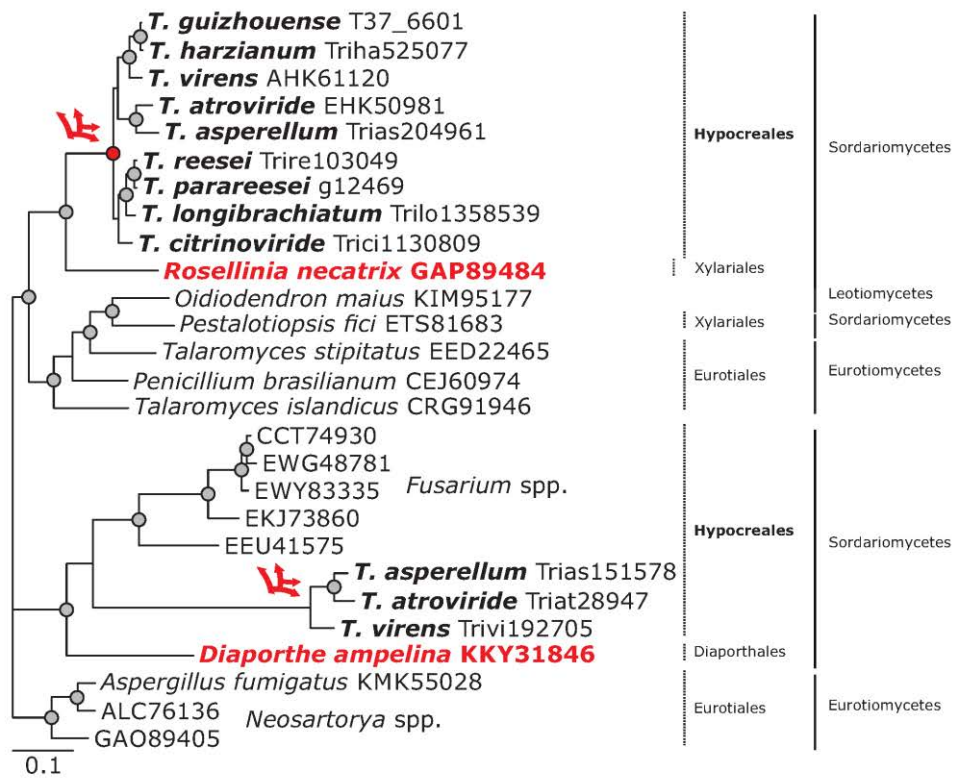 T. guizhouense T37_6601
T. harzianum Triha525077
T. virens AHK61120
T. atroviride EHK50981
T. asperellum Trias204961
Hypocreales
Sordariomycetes
T. reesei Trire103049
T. parareesei g12469
T. longibrachiatum Trilo1358539
T. citrinoviride Trici1130809
Rosellinia necatrix GAP89484
Xylariales
Oidiodendron maius KIM95177
Leotiomycetes
Pestalotiopsis fici ETS81683
Xylariales
Sordariomycetes
Talaromyces stipitatus EED22465
Penicillium brasilianum CEJ60974
Eurotiales
Eurotiomycetes
Talaromyces islandicus CRG91946
CCT74930
EWG48781
EWY83335
Fusarium spp.
EKJ73860
Hypocreales
Sordariomycetes
EEU41575
T. asperellum Trias151578
T. atroviride Triat28947
T. virens Trivi192705
Diaporthe ampelina KKY31846
Diaporthales
Aspergillus fumigatus KMK55028
ALC76136
Neosartorya spp.
Eurotiales
Eurotiomycetes
GAO89405
0.1